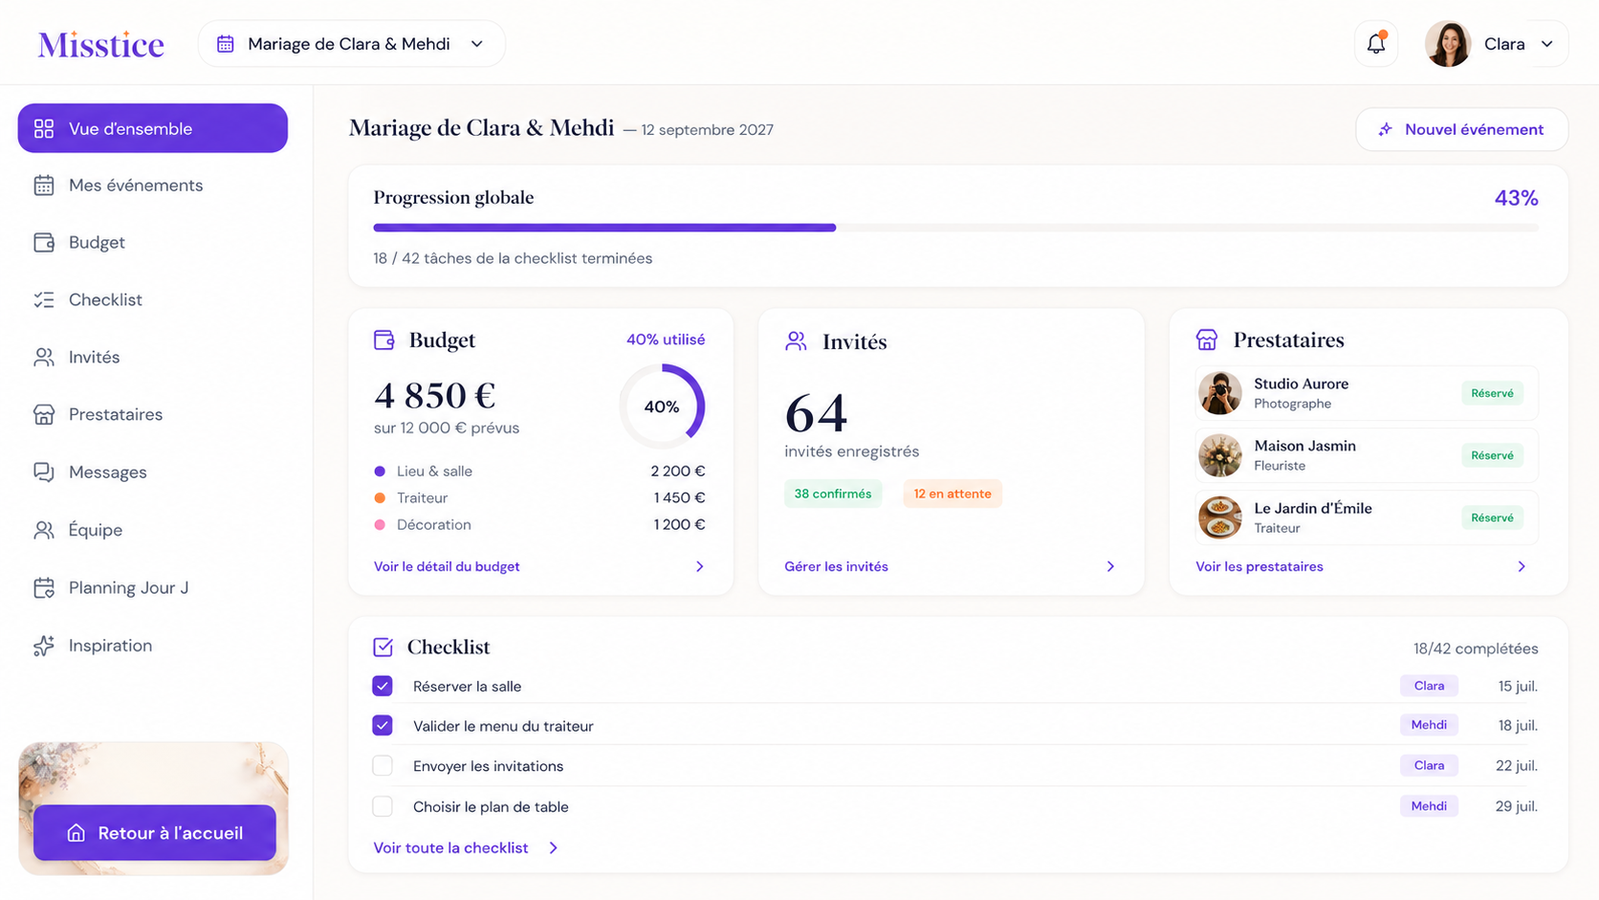 Misstice
Mariage de Clara & Mehdi
Clara
Vue d'ensemble
Mes événements
Budget
Checklist
Invités
Prestataires
Messages
Équipe
Planning Jour J
Inspiration
Retour à l'accueil
Mariage de Clara & Mehdi — 12 septembre 2027
Nouvel événement
Progression globale
43%
18 / 42 tâches de la checklist terminées
Budget
40% utilisé
4 850 €
sur 12 000 € prévus
40%
Lieu & salle 2 200 €
Traiteur 1 450 €
Décoration 1 200 €
Voir le détail du budget
Invités
64
invités enregistrés
38 confirmés
12 en attente
Gérer les invités
Prestataires
Studio Aurore
Photographe
Réservé
Maison Jasmin
Fleuriste
Réservé
Le Jardin d'Émile
Traiteur
Réservé
Voir les prestataires
Checklist
18/42 complétées
Réserver la salle Clara 15 juil.
Valider le menu du traiteur Mehdi 18 juil.
Envoyer les invitations Clara 22 juil.
Choisir le plan de table Mehdi 29 juil.
Voir toute la checklist